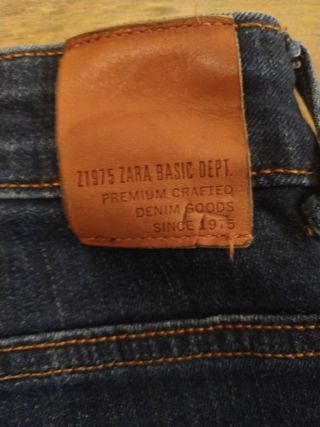 Z1975 ZARA BASIC DEPT.
PREMIUM CRAFTED
DENIM GOODS
SINCE 1975